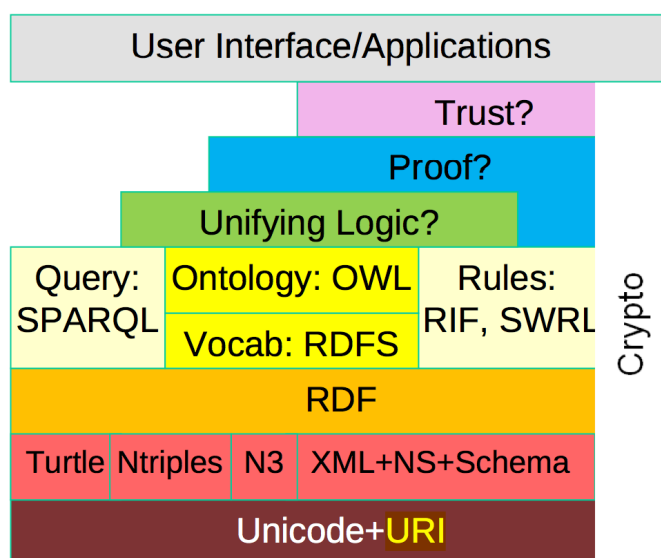 User Interface/Applications
Trust?
Proof?
Unifying Logic?
Query:
SPARQL
Ontology: OWL
Vocab: RDFS
Rules:
RIF, SWRL
Crypto
RDF
Turtle
Ntriples
N3
XML+NS+Schema
Unicode+URI